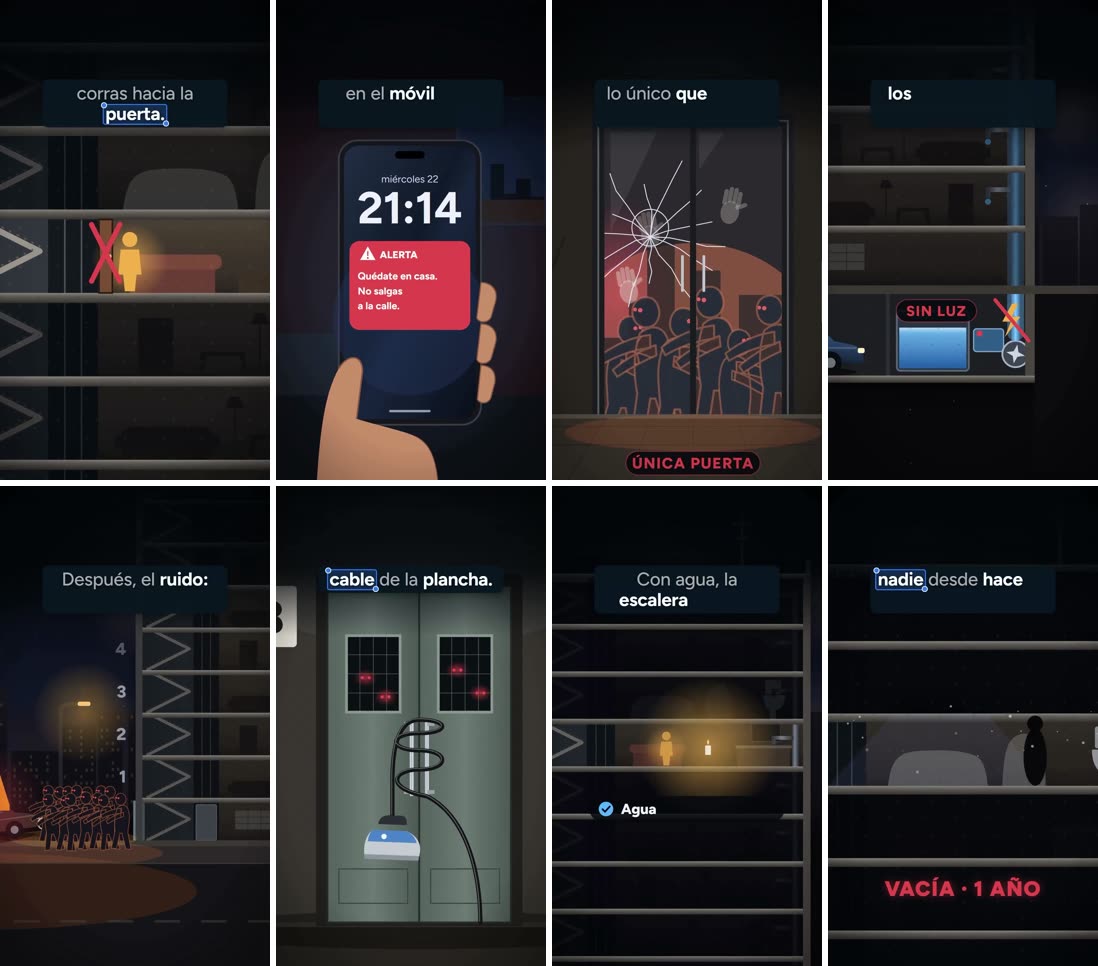 corras hacia la
puerta.
en el móvil
miércoles 22
21:14
ALERTA
Quédate en casa.
No salgas
a la calle.
lo único que
ÚNICA PUERTA
los
SIN LUZ
Después, el ruido:
4
3
2
1
cable de la plancha.
Con agua, la
escalera
Agua
nadie desde hace
VACÍA · 1 AÑO